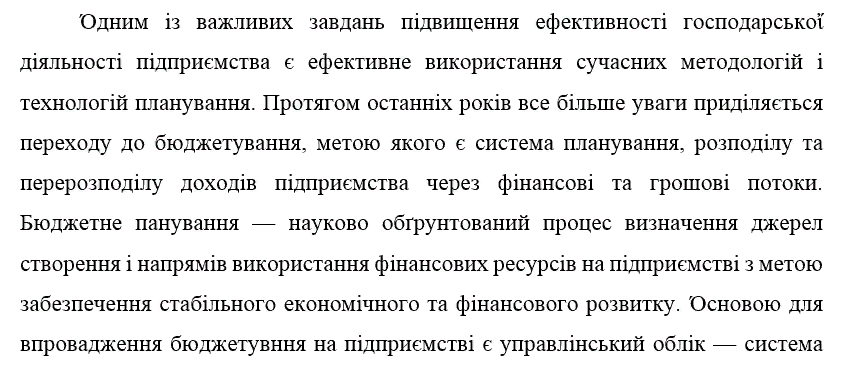 Одним із важливих завдань підвищення ефективності господарської
діяльності підприємства є ефективне використання сучасних методологій і
технологій планування. Протягом останніх років все більше уваги приділяється
переходу до бюджетування, метою якого є система планування, розподілу та
перерозподілу доходів підприємства через фінансові та грошові потоки.
Бюджетне панування — науково обґрунтований процес визначення джерел
створення і напрямів використання фінансових ресурсів на підприємстві з метою
забезпечення стабільного економічного та фінансового розвитку. Основою для
впровадження бюджетувння на підприємстві є управлінський облік — система